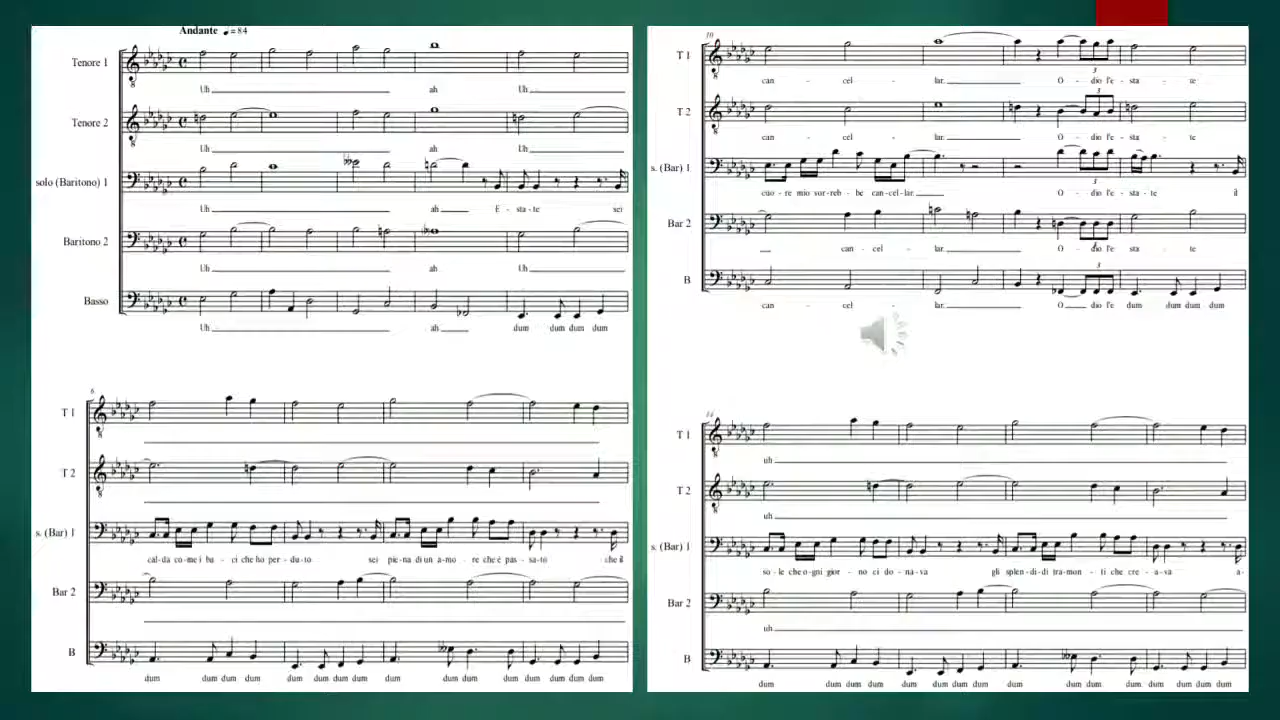 Andante ♩= 84
Tenore 1
Uh ah Uh
Tenore 2
Uh ah Uh
solo (Baritono) 1
Uh ah E - sta - te sei
Baritono 2
Uh ah Uh
Basso
Uh ah dum dum dum dum
6
T 1
T 2
s. (Bar) 1
cal-da co-me i ba - ci che ho per - du-to sei pie-na di un a-mo - re che è pas - sa-to che il
Bar 2
B
dum dum dum dum dum dum dum dum dum dum dum dum dum dum dum
10
T 1
can - cel - lar O - dio l'e - sta - te
3
T 2
can - cel - lar O - dio l'e - sta - te
3
s. (Bar) 1
cuo - re mio vor-reb - be can-cel-lar O - dio l'e - sta - te il
3
Bar 2
can - cel - lar O - dio l'e sta - te
3
B
can - cel - lar O dio l'e dum dum dum dum
14
T 1
uh
T 2
uh
s. (Bar) 1
so - le che o-gni gior - no ci do - na-va gli splen - di-di tra-mon - ti che cre - a-va a-
Bar 2
uh
B
dum dum dum dum dum dum dum dum dum dum dum dum dum dum dum